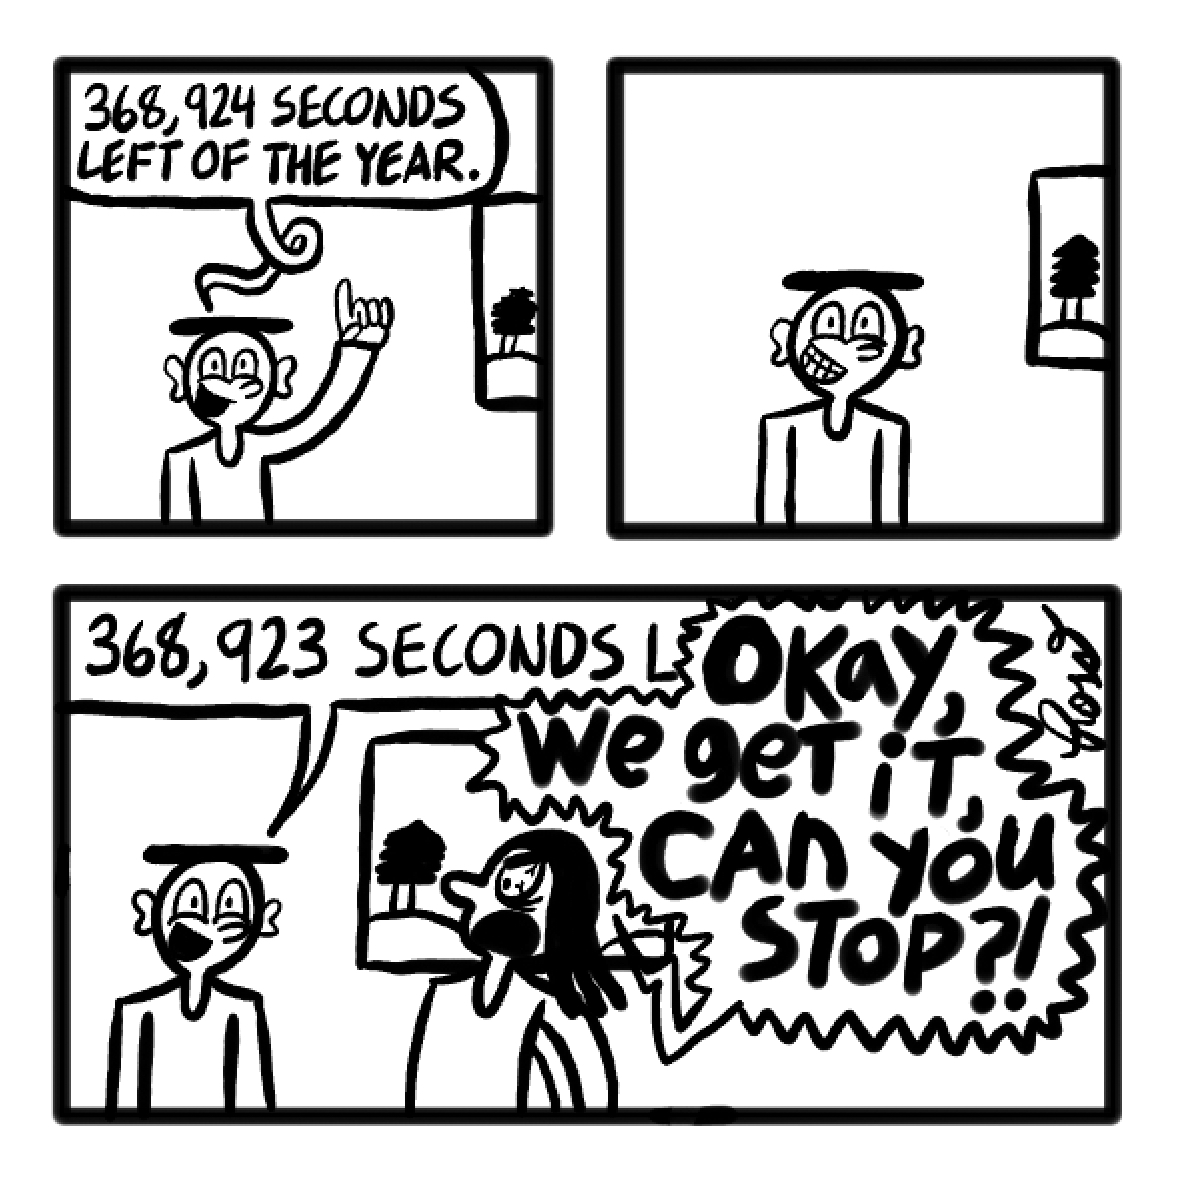 368,924 SECONDS
LEFT OF THE YEAR.
368,923 SECONDS L
OKay,
We geT iT,
CAn you
STOP?!